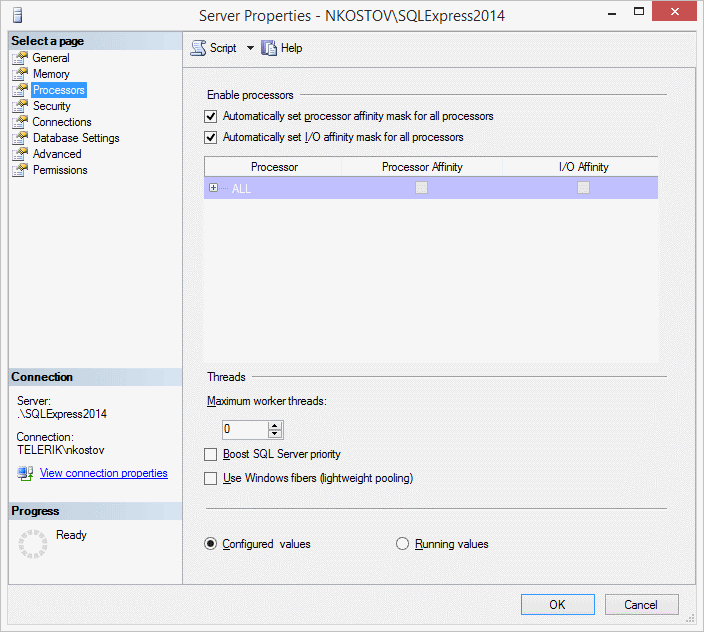 Server Properties - NKOSTOV\SQLExpress2014
Select a page
General
Memory
Processors
Security
Connections
Database Settings
Advanced
Permissions
Connection
Server:
.\SQLExpress2014
Connection:
TELERIK\nkostov
View connection properties
Progress
Ready
Script
Help
Enable processors
Automatically set processor affinity mask for all processors
Automatically set I/O affinity mask for all processors
Processor Processor Affinity I/O Affinity
ALL
Threads
Maximum worker threads:
0
Boost SQL Server priority
Use Windows fibers (lightweight pooling)
Configured values Running values
OK Cancel